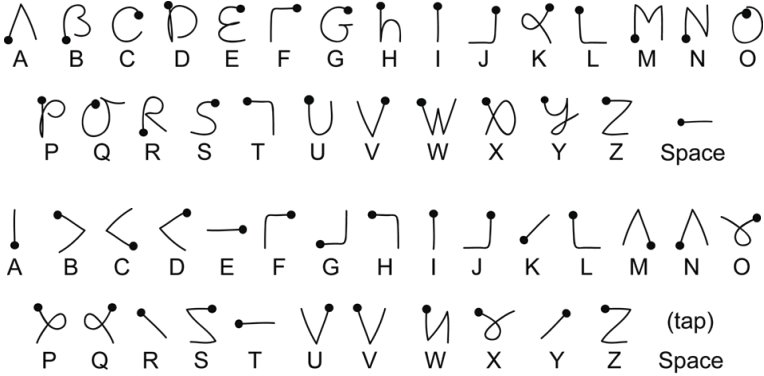 A B C D E F G H I J K L M N O
P Q R S T U V W X Y Z Space
A B C D E F G H I J K L M N O
P Q R S T U V W X Y Z (tap) Space